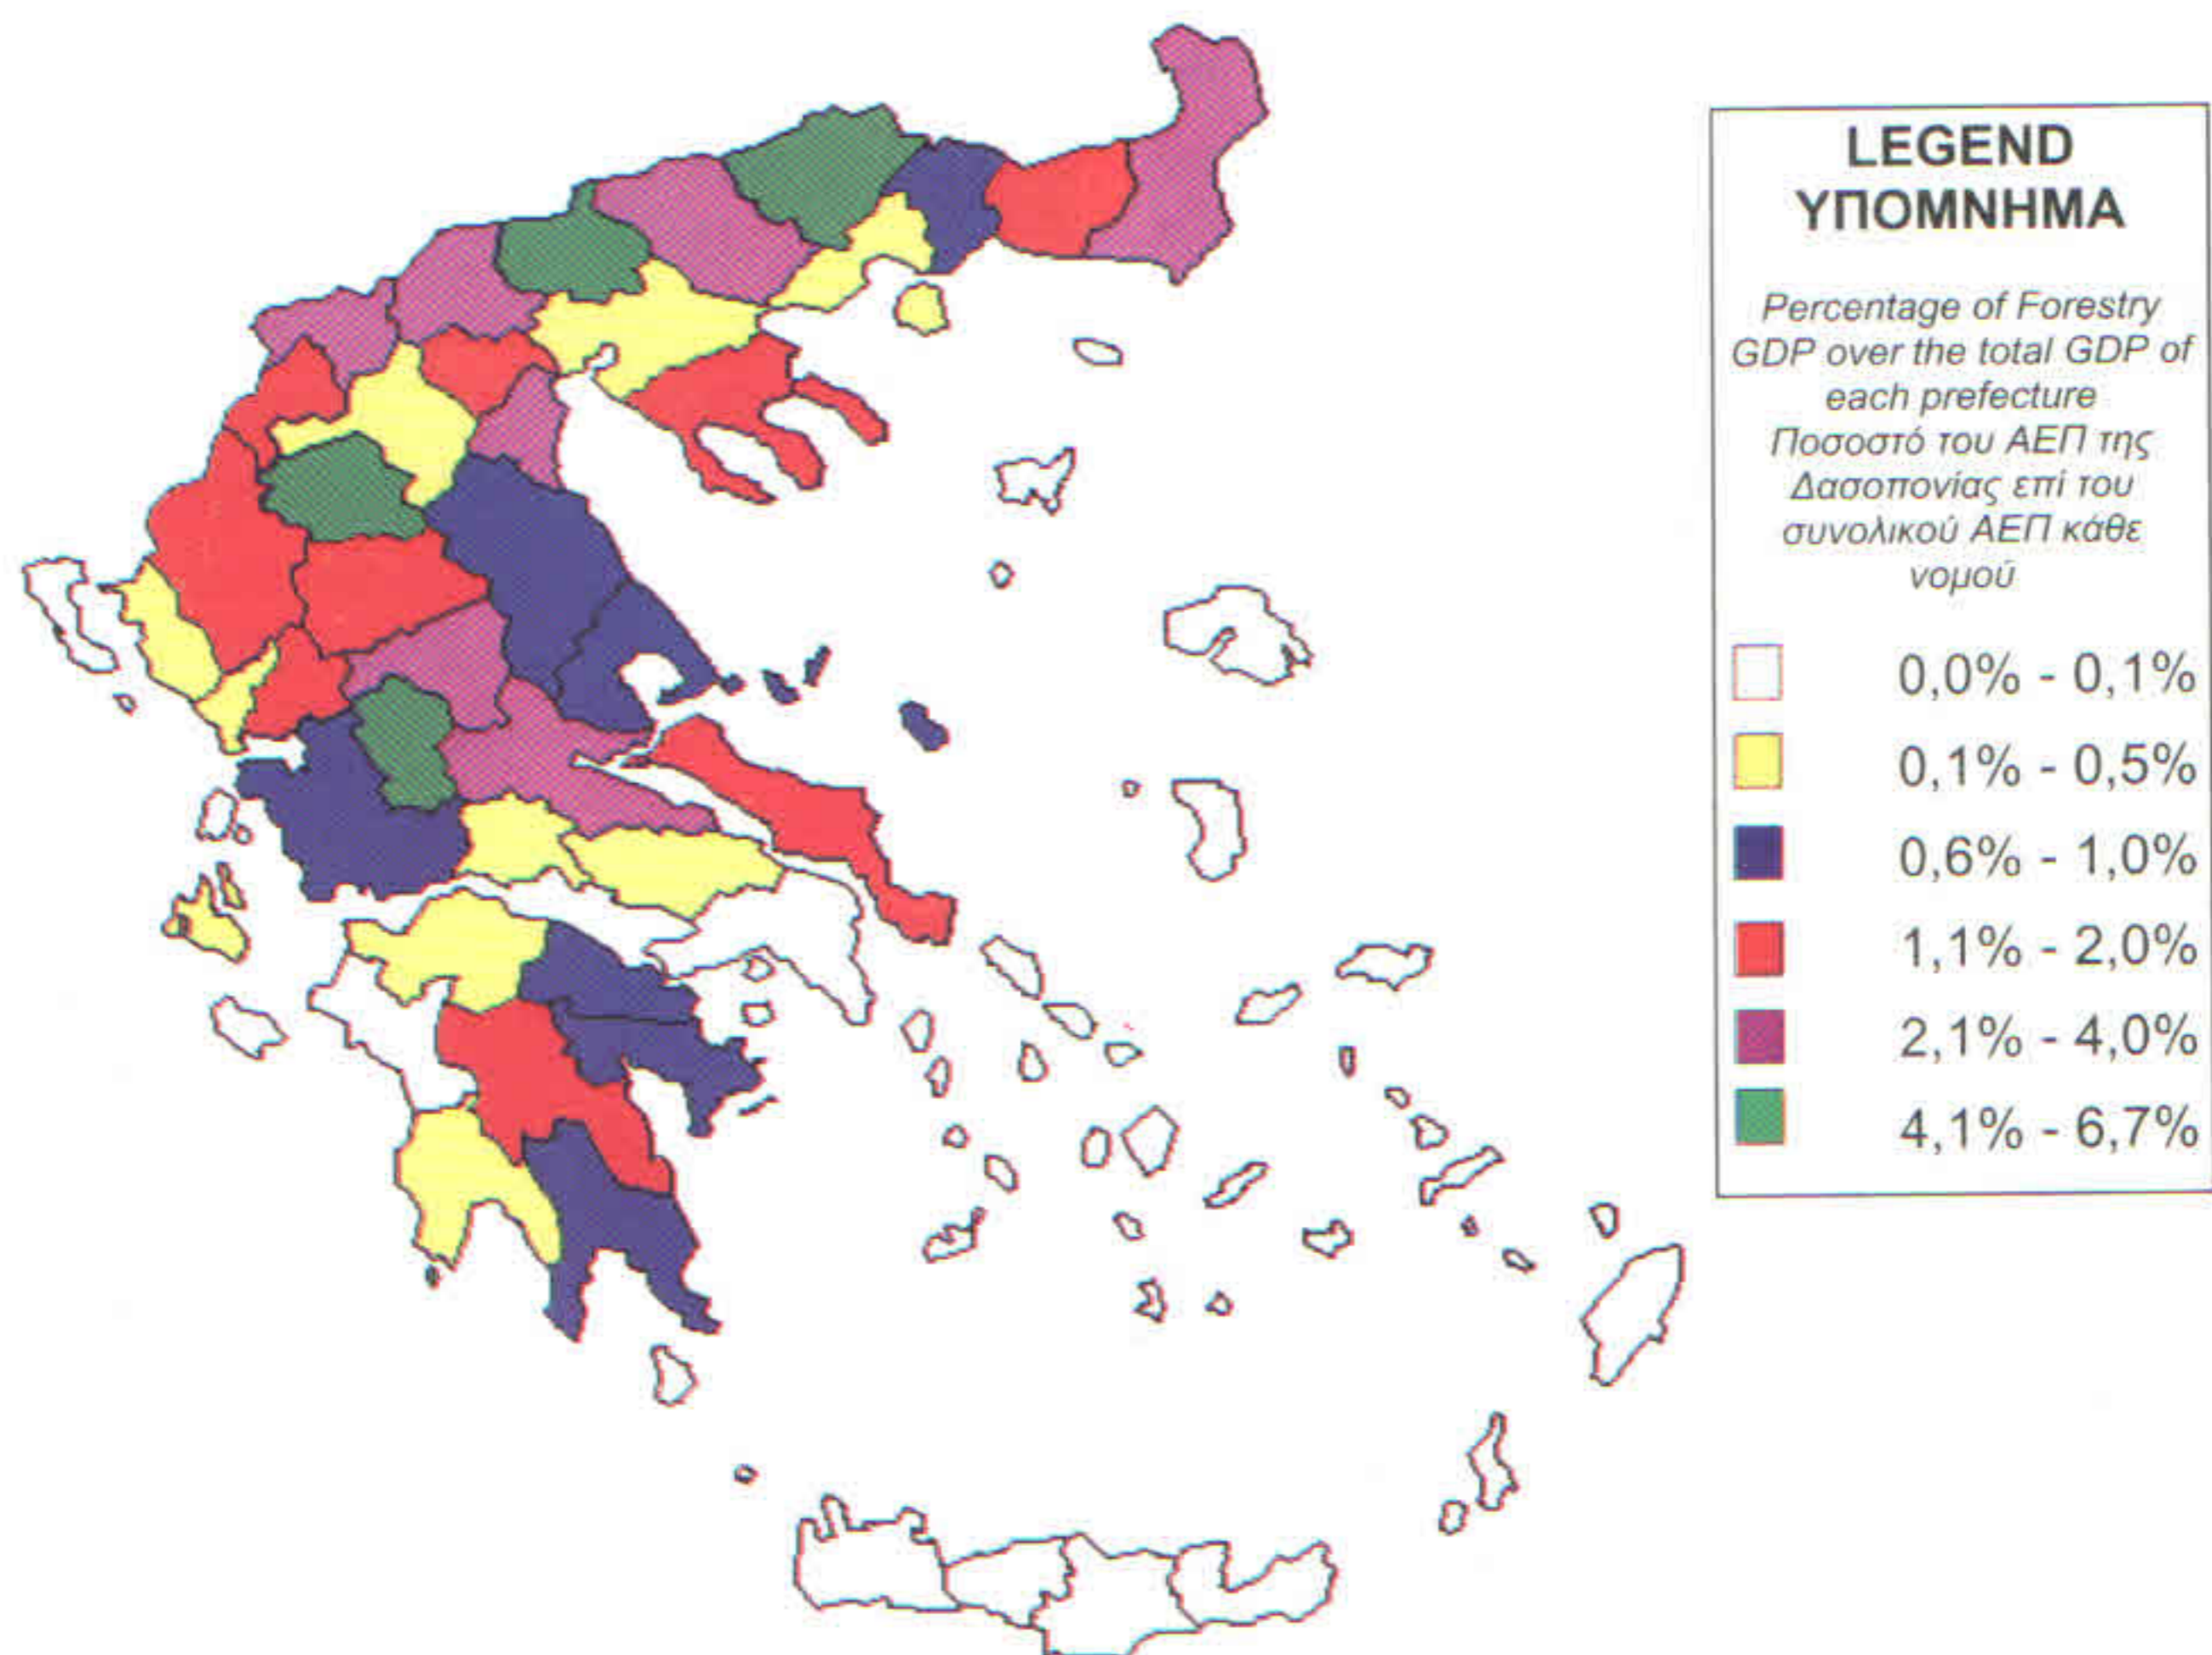 LEGEND
ΥΠΟΜΝΗΜΑ
Percentage of Forestry
GDP over the total GDP of
each prefecture
Ποσοστό του ΑΕΠ της
Δασοπονίας επί του
συνολικού ΑΕΠ κάθε
νομού
0,0% - 0,1%
0,1% - 0,5%
0,6% - 1,0%
1,1% - 2,0%
2,1% - 4,0%
4,1% - 6,7%